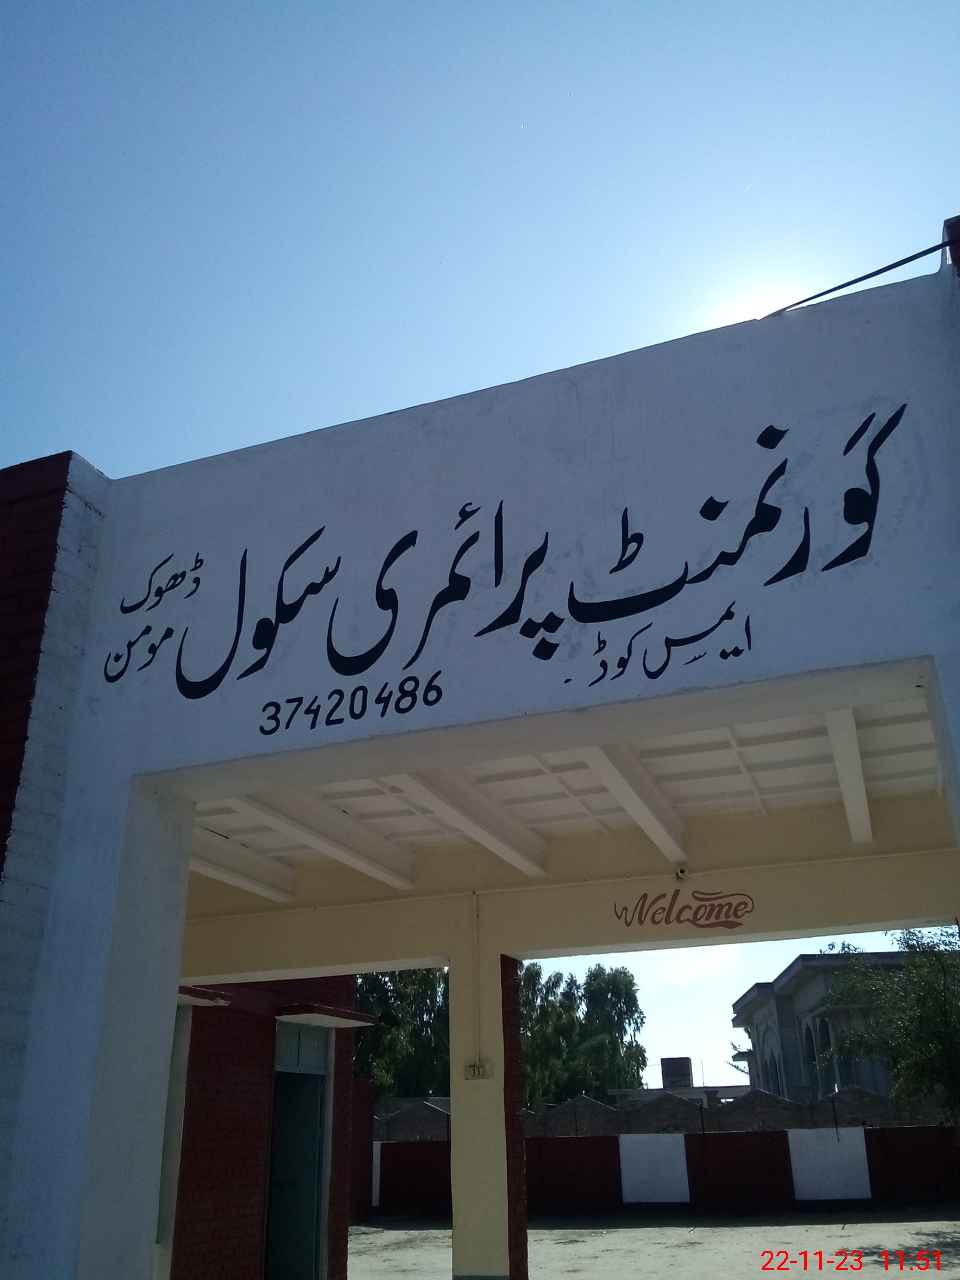 گورنمنٹ پرائمری سکول ڈھوک مومن
ایمس کوڈ 37420486
Welcome
22-11-23 11:51